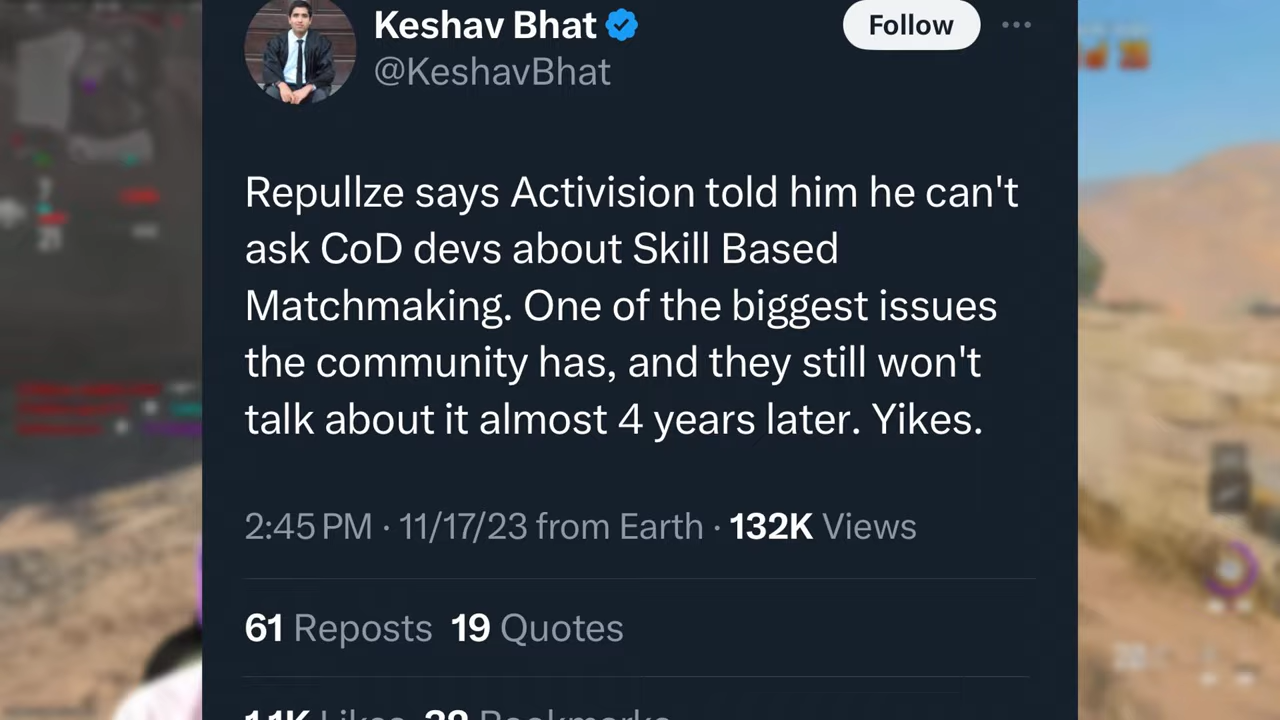 Keshav Bhat
Follow
@KeshavBhat
Repullze says Activision told him he can't
ask CoD devs about Skill Based
Matchmaking. One of the biggest issues
the community has, and they still won't
talk about it almost 4 years later. Yikes.
2:45 PM · 11/17/23 from Earth · 132K Views
61 Reposts 19 Quotes
Likes Bookmarks